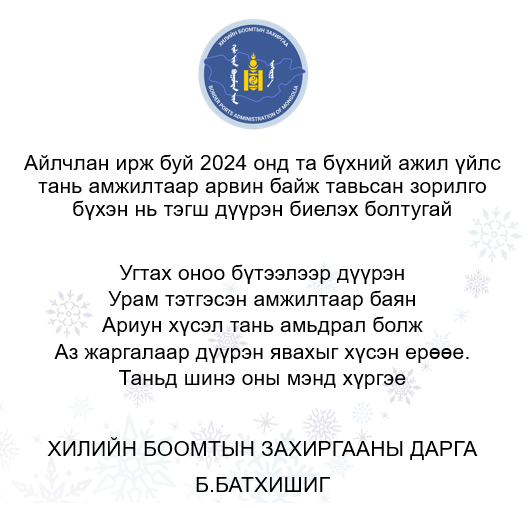 ХИЛИЙН БООМТЫН ЗАХИРГАА
BORDER PORTS ADMINISTRATION OF MONGOLIA
Айлчлан ирж буй 2024 онд та бүхний ажил үйлс
тань амжилтаар арвин байж тавьсан зорилго
бүхэн нь тэгш дүүрэн биелэх болтугай
Угтах оноо бүтээлээр дүүрэн
Урам тэтгэсэн амжилтаар баян
Ариун хүсэл тань амьдрал болж
Аз жаргалаар дүүрэн явахыг хүсэн ерөөе.
Таньд шинэ оны мэнд хүргэе
ХИЛИЙН БООМТЫН ЗАХИРГААНЫ ДАРГА
Б.БАТХИШИГ